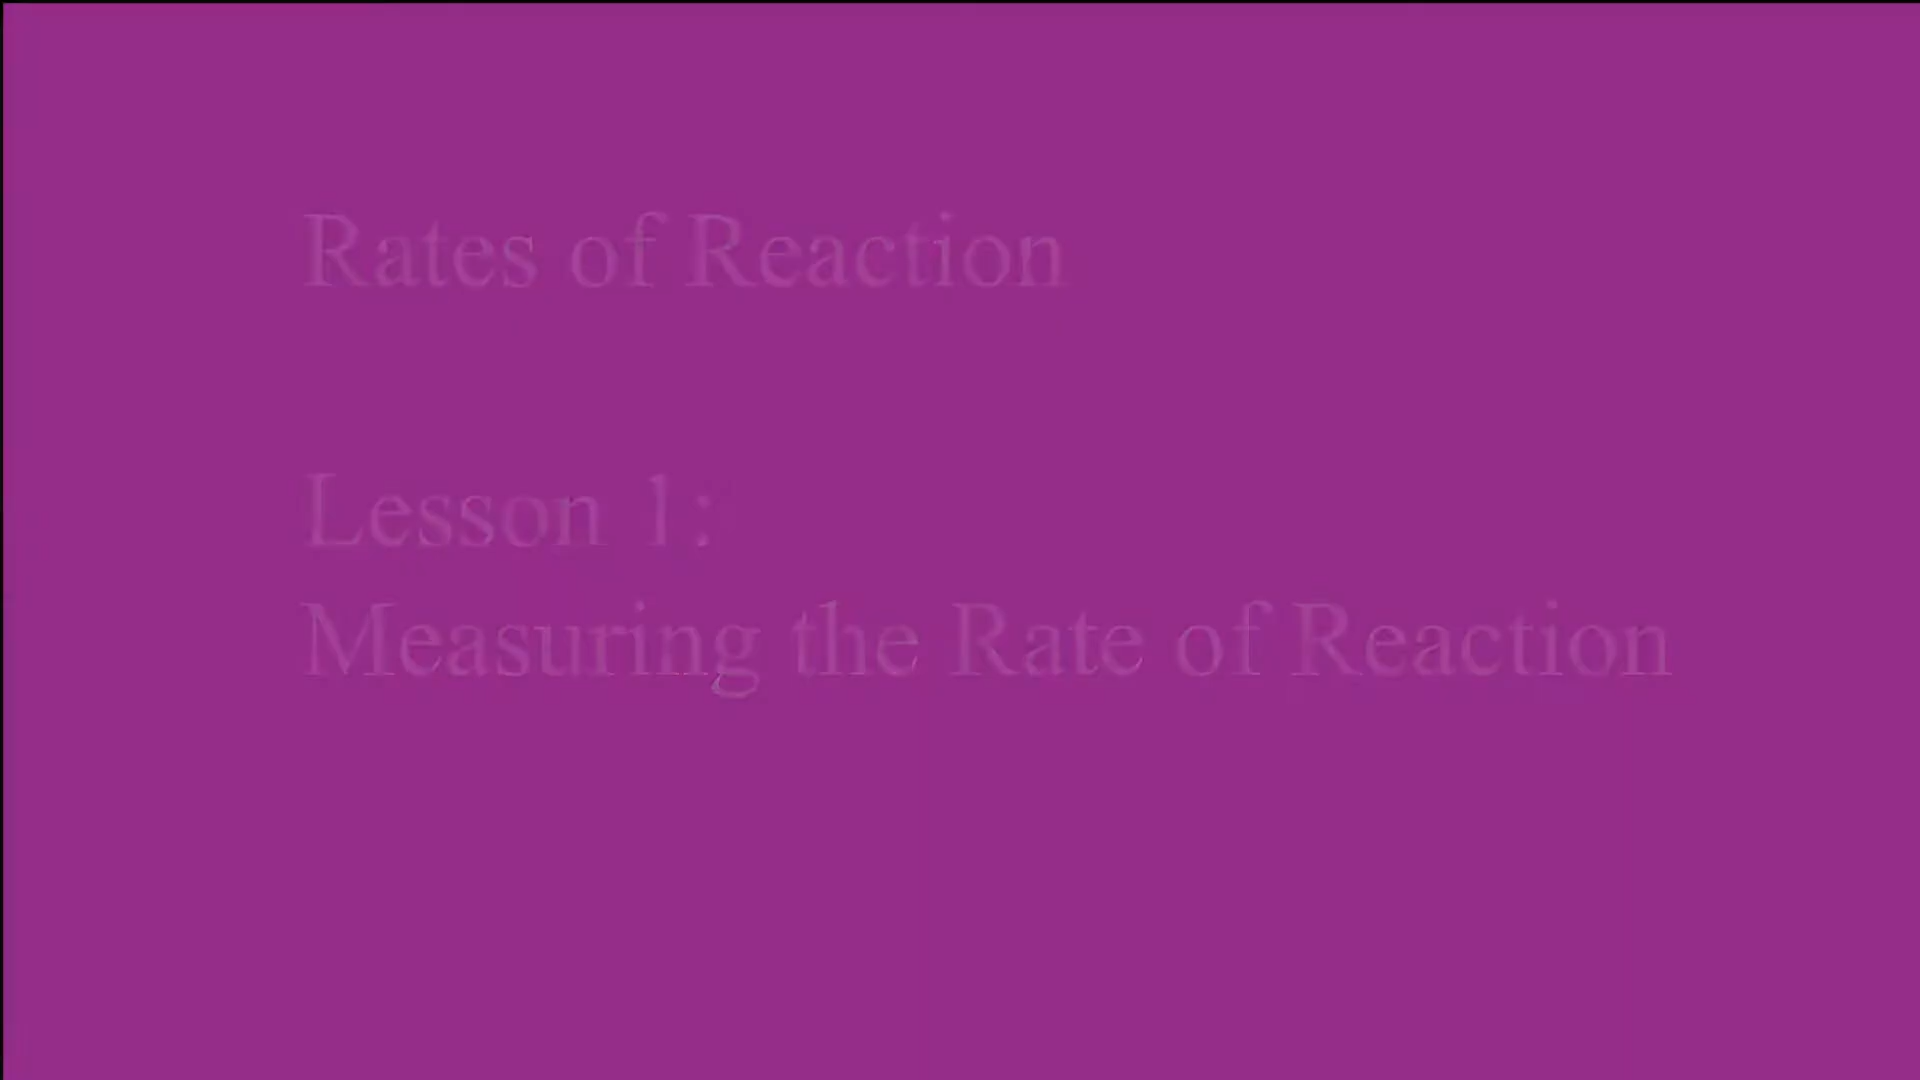 Rates of Reaction
Lesson 1:
Measuring the Rate of Reaction